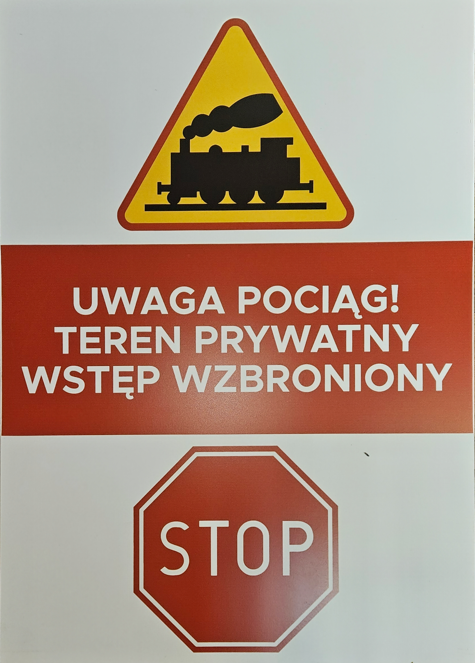 UWAGA POCIĄG!
TEREN PRYWATNY
WSTĘP WZBRONIONY
STOP